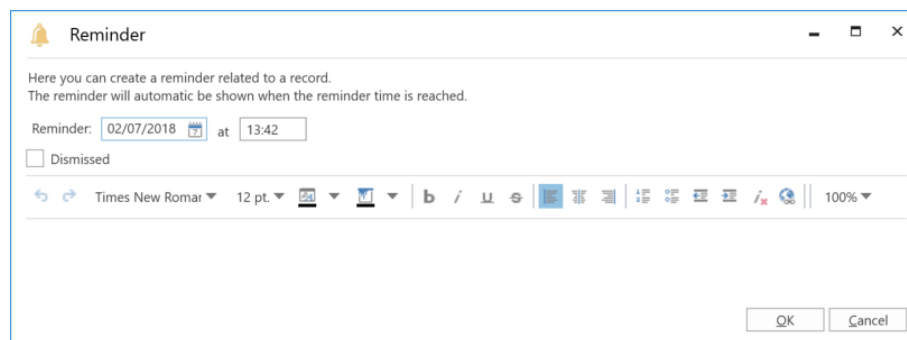 Reminder
Here you can create a reminder related to a record.
The reminder will automatic be shown when the reminder time is reached.
Reminder: 02/07/2018 at 13:42
Dismissed
Times New Romar 12 pt. b i u s 100%
OK Cancel